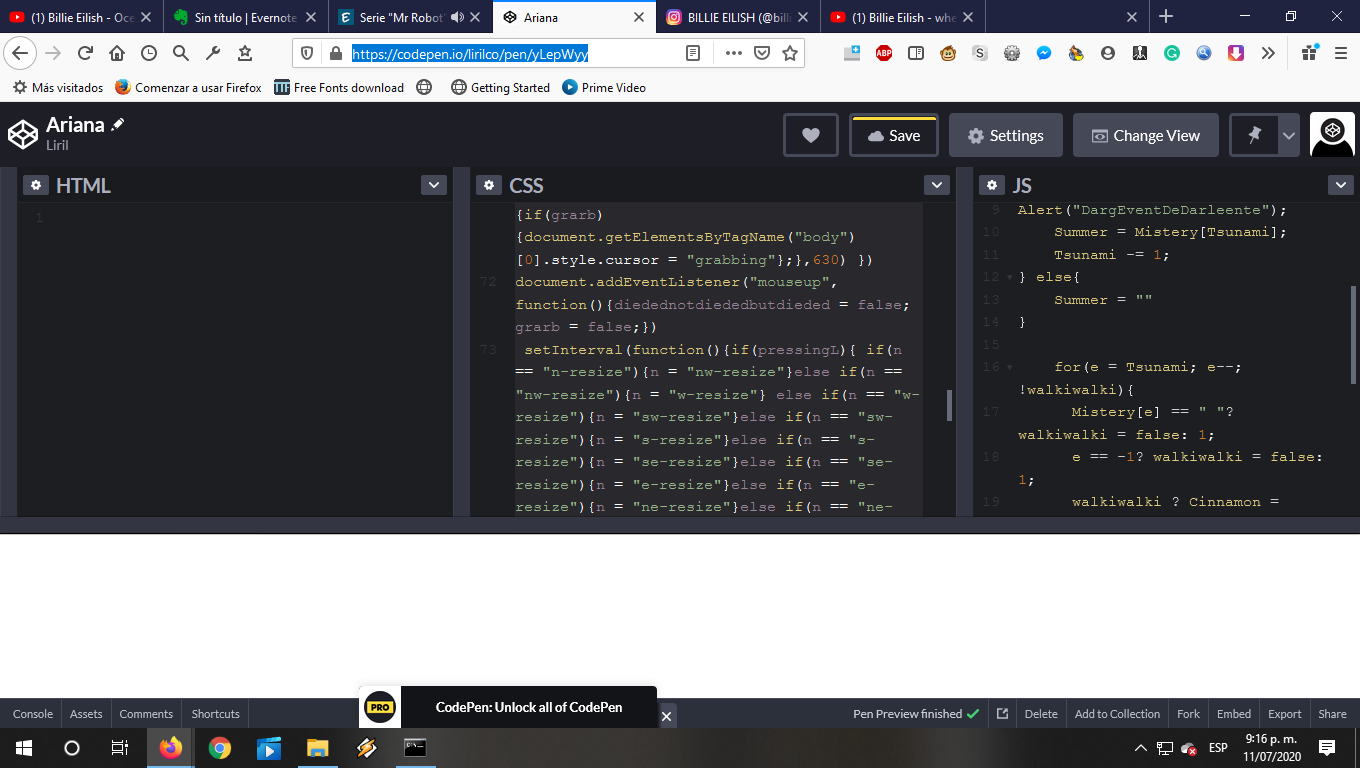 (1) Billie Eilish - Oce
Sin título | Evernote
Serie "Mr Robot"
Ariana
BILLIE EILISH (@billi
(1) Billie Eilish - whe
https://codepen.io/lirilco/pen/yLepWyy
Más visitados
Comenzar a usar Firefox
Free Fonts download
Getting Started
Prime Video
Ariana
Liril
Save
Settings
Change View
HTML
1
CSS
{if(grarb)
{document.getElementsByTagName("body")
[0].style.cursor = "grabbing"};},630) })
72 document.addEventListener("mouseup",
function(){diedednotdiededbutdieded = false;
grarb = false;})
73 setInterval(function(){if(pressingL){ if(n
== "n-resize"){n = "nw-resize"}else if(n ==
"nw-resize"){n = "w-resize"} else if(n == "w-
resize"){n = "sw-resize"}else if(n == "sw-
resize"){n = "s-resize"}else if(n == "s-
resize"){n = "se-resize"}else if(n == "se-
resize"){n = "e-resize"}else if(n == "e-
resize"){n = "ne-resize"}else if(n == "ne-
JS
9 Alert("DargEventDeDarleente");
10 Summer = Mistery[Tsunami];
11 Tsunami -= 1;
12 } else{
13 Summer = ""
14 }
15
16 for(e = Tsunami; e--;
!walkiwalki){
17 Mistery[e] == " "?
walkiwalki = false: 1;
18 e == -1? walkiwalki = false:
1;
19 walkiwalki ? Cinnamon =
Console
Assets
Comments
Shortcuts
PRO
CodePen: Unlock all of CodePen
Pen Preview finished
Delete
Add to Collection
Fork
Embed
Export
Share
ESP
9:16 p. m.
11/07/2020